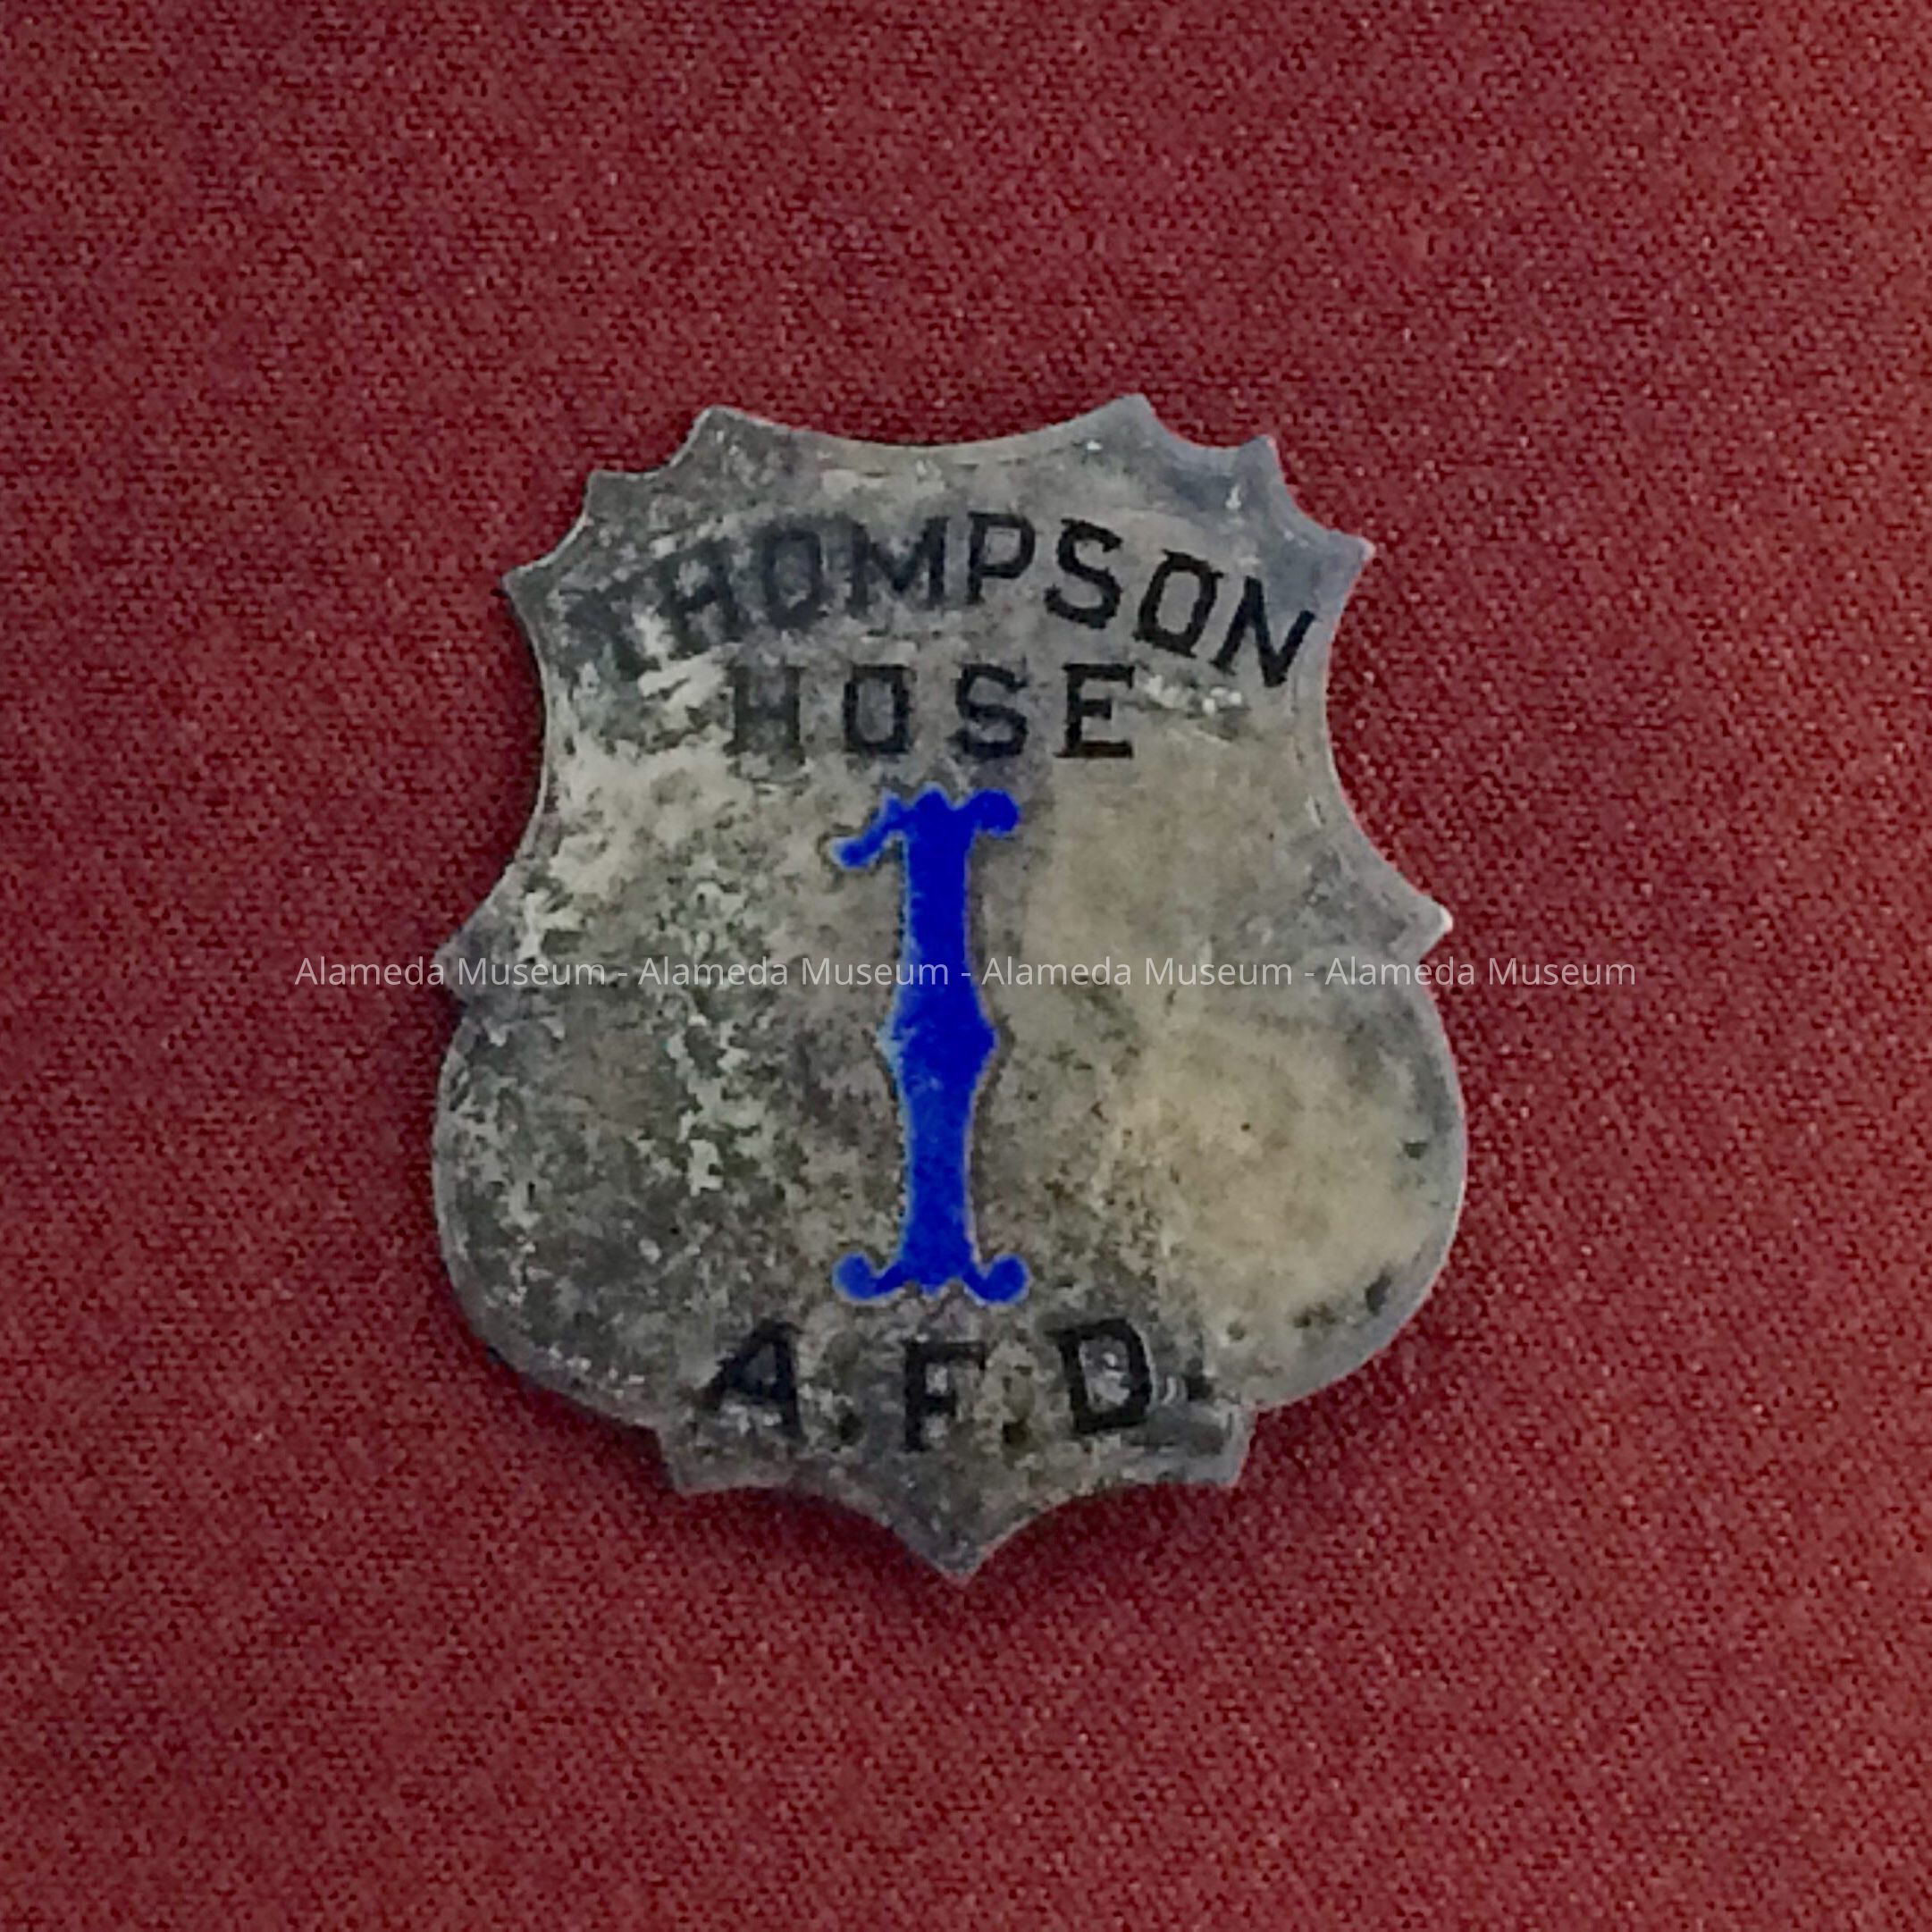 THOMPSON
HOSE
1
Alameda Museum - Alameda Museum - Alameda Museum - Alameda Museum
A.F.D.